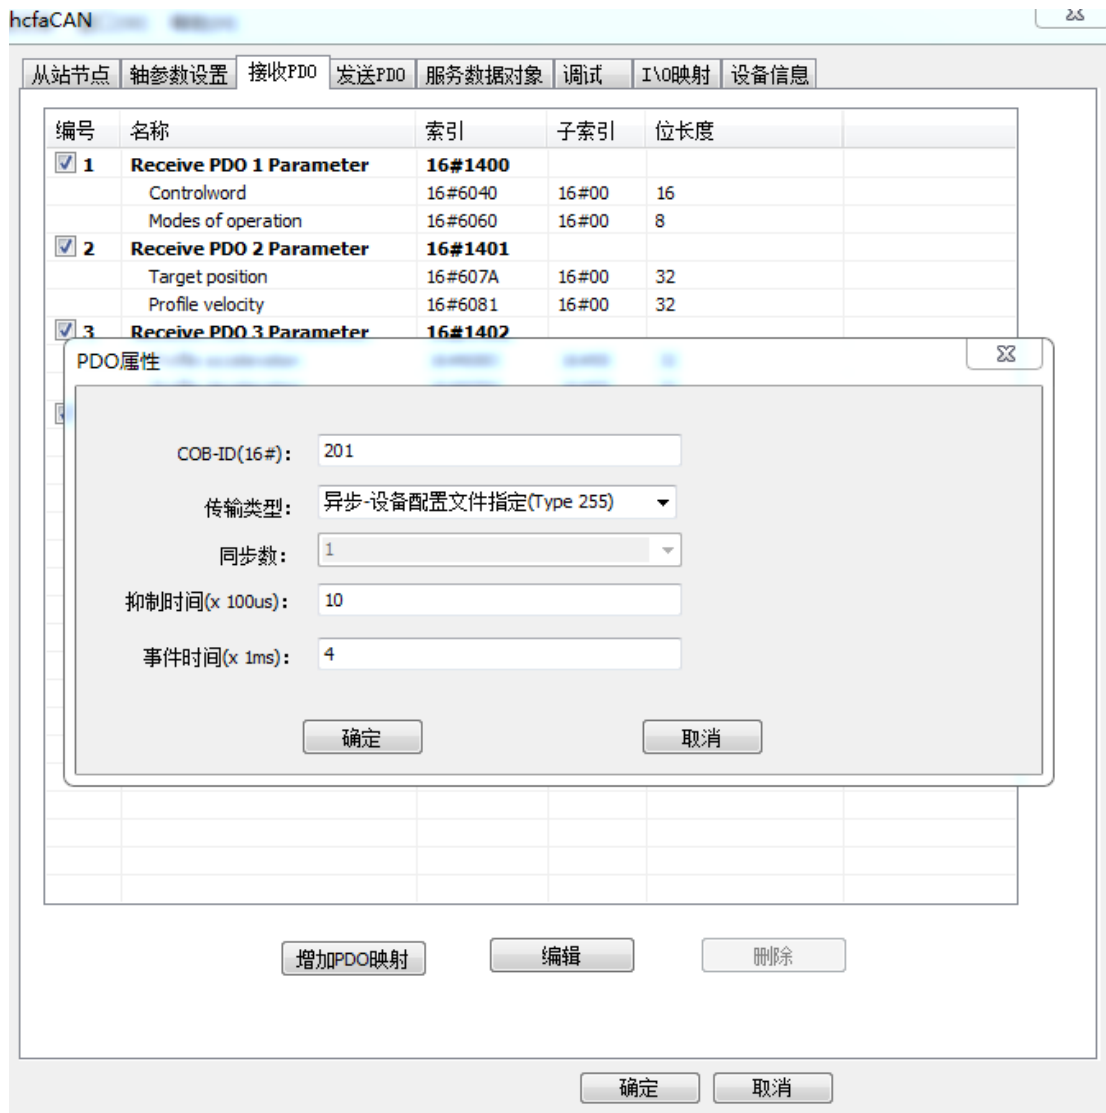 hcfaCAN
从站节点 轴参数设置 接收PDO 发送PDO 服务数据对象 调试 I\O映射 设备信息
编号 名称 索引 子索引 位长度
1 Receive PDO 1 Parameter 16#1400
Controlword 16#6040 16#00 16
Modes of operation 16#6060 16#00 8
2 Receive PDO 2 Parameter 16#1401
Target position 16#607A 16#00 32
Profile velocity 16#6081 16#00 32
3 Receive PDO 3 Parameter 16#1402
PDO属性
COB-ID(16#): 201
传输类型: 异步-设备配置文件指定(Type 255)
同步数: 1
抑制时间(x 100us): 10
事件时间(x 1ms): 4
确定 取消
增加PDO映射 编辑 删除
确定 取消